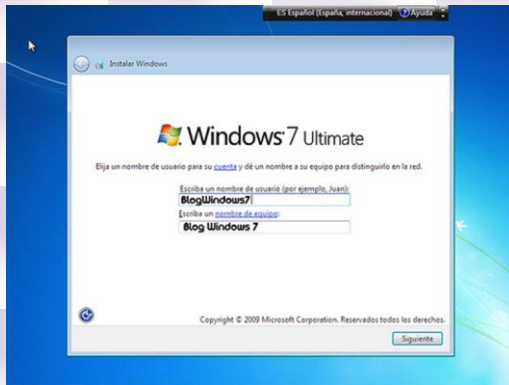 ES Español (España, internacional) Ayuda
Instalar Windows
Windows 7 Ultimate
Elija un nombre de usuario para su cuenta y dé un nombre a su equipo para distinguirlo en la red.
Escriba un nombre de usuario (por ejemplo, Juan):
BlogWindows7
Escriba un nombre de equipo:
Blog Windows 7
Copyright © 2009 Microsoft Corporation. Reservados todos los derechos.
Siguiente